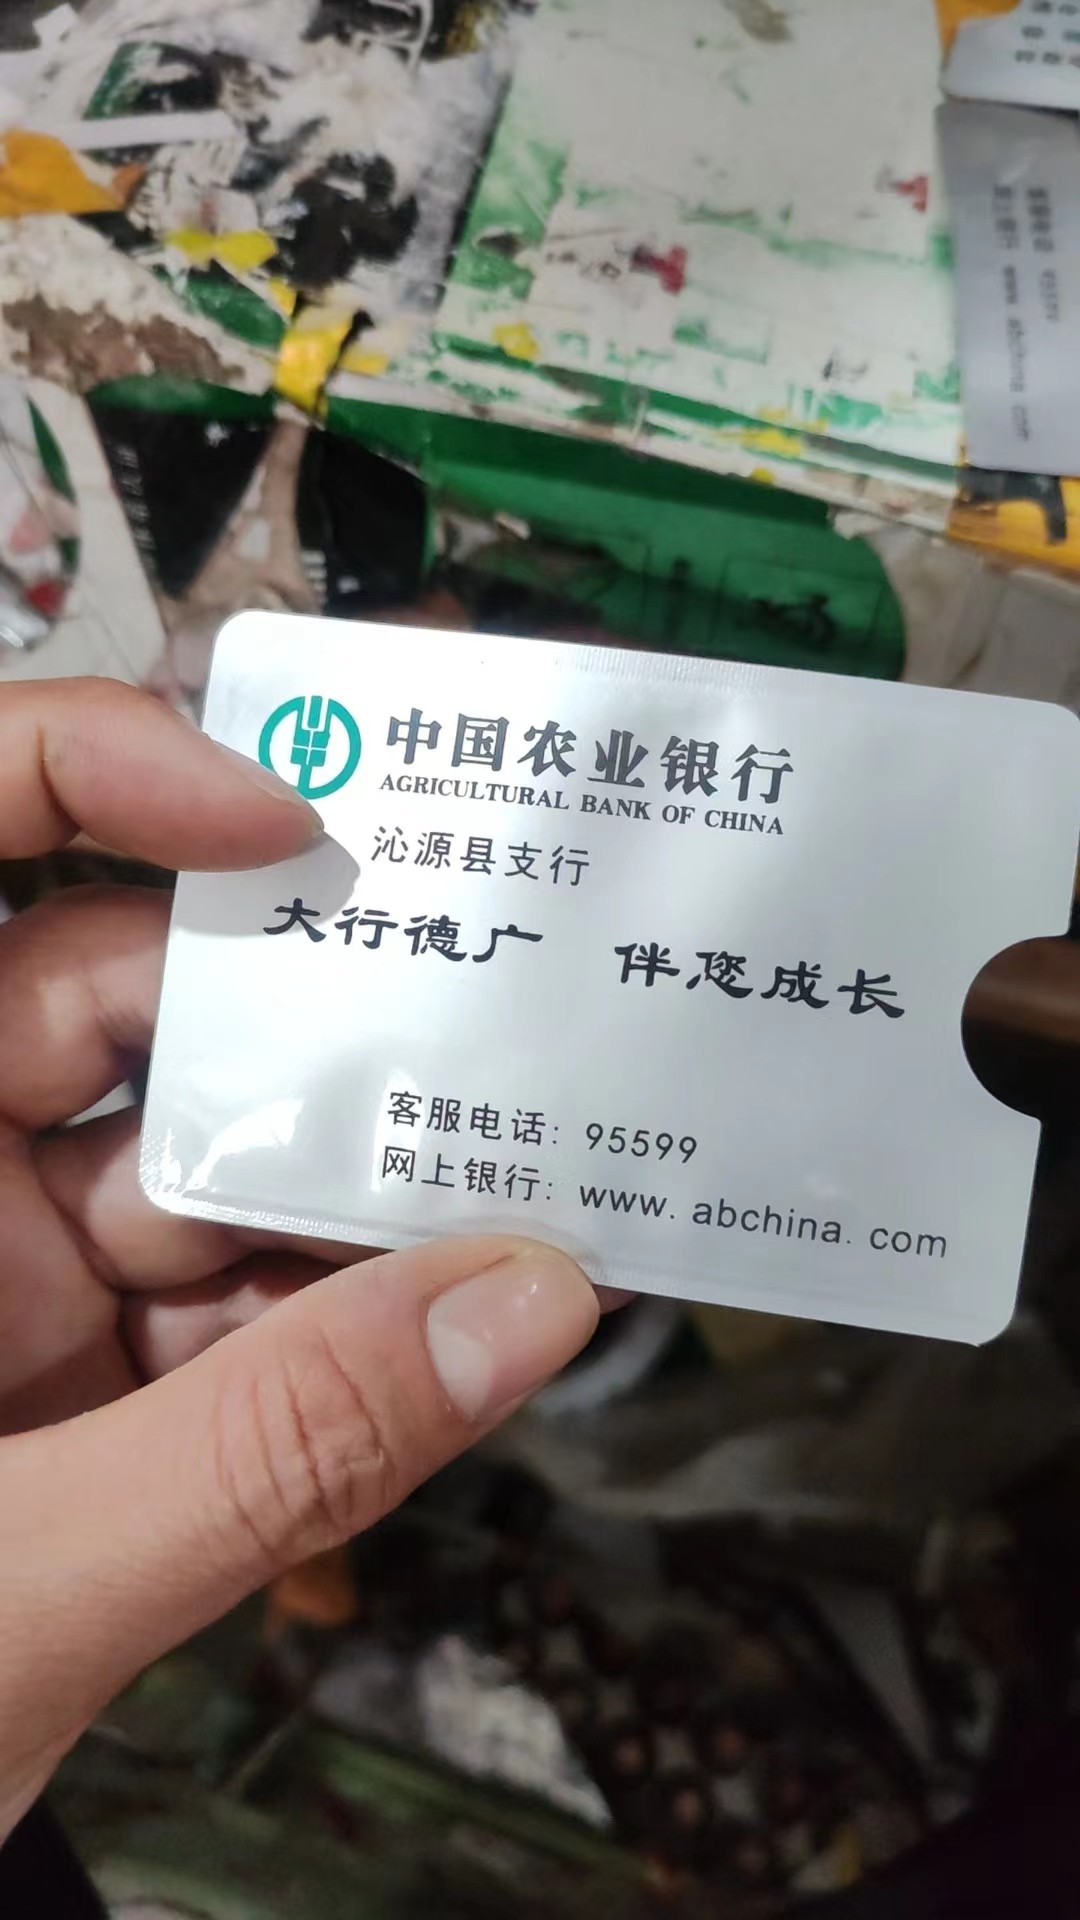 中国农业银行
AGRICULTURAL BANK OF CHINA
沁源县支行
大行德广 伴您成长
客服电话: 95599
网上银行: www. abchina. com